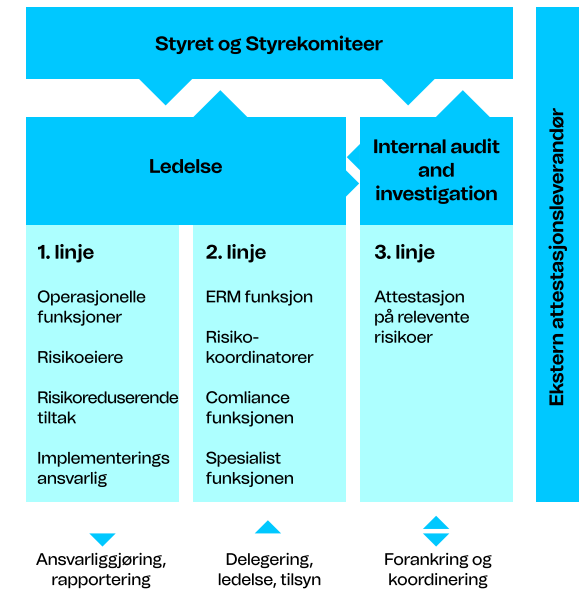 Styret og Styrekomiteer
Ledelse
Internal audit
and
investigation
1. linje
Operasjonelle
funksjoner
Risikoeiere
Risikoreduserende
tiltak
Implementerings
ansvarlig
2. linje
ERM funksjon
Risiko-
koordinatorer
Comliance
funksjonen
Spesialist
funksjonen
3. linje
Attestasjon
på relevente
risikoer
Ekstern attestasjonsleverandør
Ansvarliggjøring,
rapportering
Delegering,
ledelse, tilsyn
Forankring og
koordinering